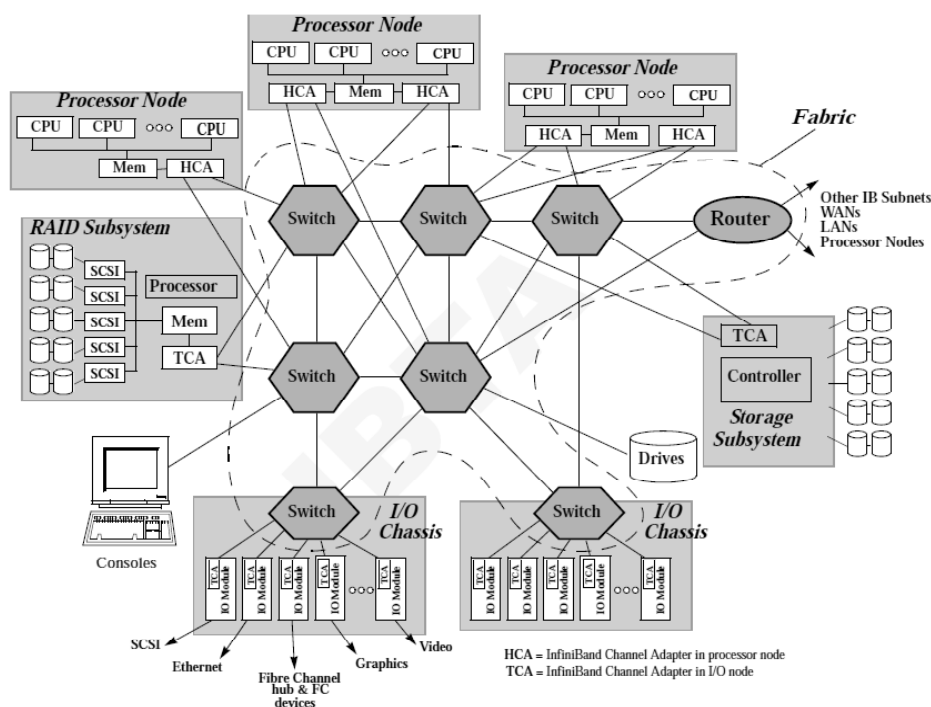 Processor Node
CPU CPU ○○○ CPU
HCA Mem HCA
Processor Node
CPU CPU ○○○ CPU
HCA Mem HCA
Processor Node
CPU CPU ○○○ CPU
Mem HCA
Fabric
Switch Switch Switch Router
Other IB Subnets
WANs
LANs
Processor Nodes
RAID Subsystem
SCSI
SCSI
SCSI
SCSI
SCSI
Processor
Mem
TCA
Switch Switch
TCA
Controller
Storage
Subsystem
Drives
IBTA
Consoles
Switch
I/O
Chassis
TCA IO Module
TCA IO Module
TCA IO Module
TCA IO Module
○○○
TCA IO Module
SCSI
Ethernet
Fibre Channel
hub & FC
devices
Graphics
Video
Switch
I/O
Chassis
TCA IO Module
TCA IO Module
TCA IO Module
TCA IO Module
○○○
TCA IO Module
HCA = InfiniBand Channel Adapter in processor node
TCA = InfiniBand Channel Adapter in I/O node